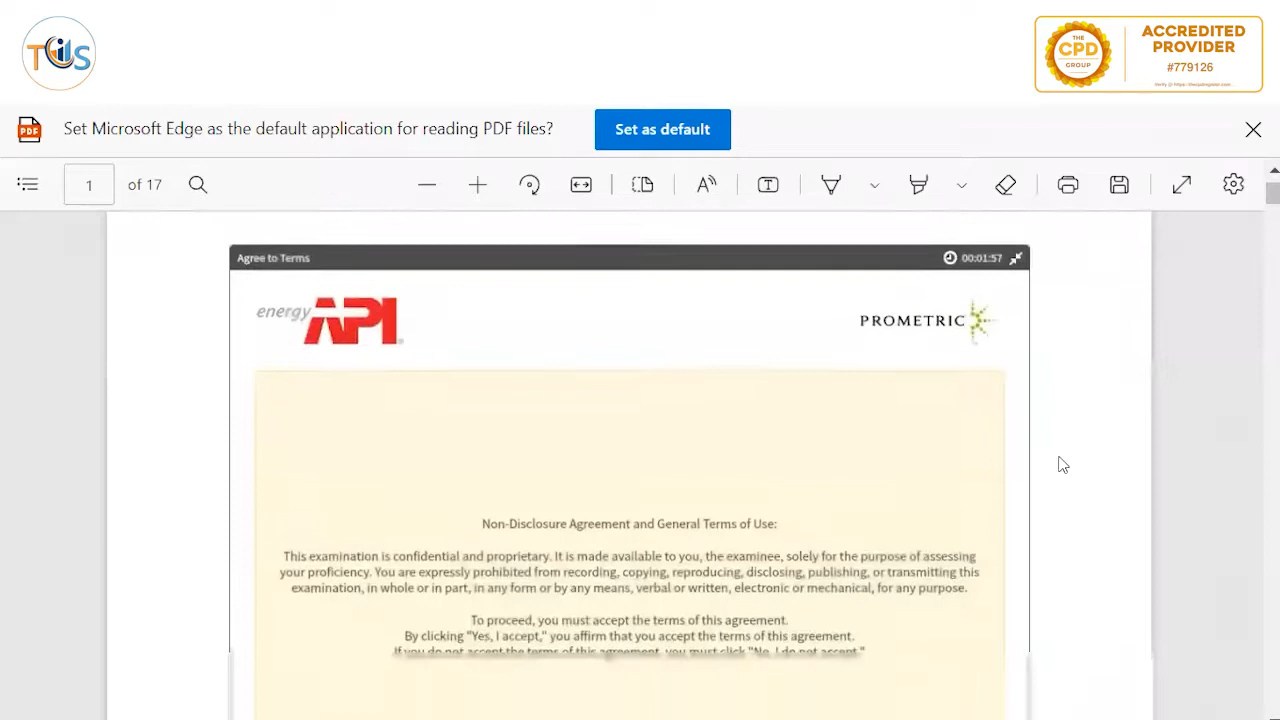 TGILS
THE
CPD
GROUP
ACCREDITED
PROVIDER
#779126
PDF
Set Microsoft Edge as the default application for reading PDF files?
Set as default
1
of 17
Agree to Terms
00:01:57
energy API
PROMETRIC
Non-Disclosure Agreement and General Terms of Use:
This examination is confidential and proprietary. It is made available to you, the examinee, solely for the purpose of assessing
your proficiency. You are expressly prohibited from recording, copying, reproducing, disclosing, publishing, or transmitting this
examination, in whole or in part, in any form or by any means, verbal or written, electronic or mechanical, for any purpose.
To proceed, you must accept the terms of this agreement.
By clicking "Yes, I accept," you affirm that you accept the terms of this agreement.
If you do not accept the terms of this agreement, you must click "No, I do not accept."